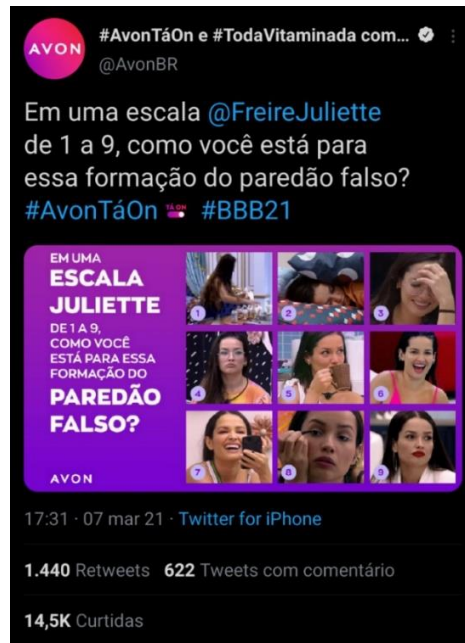 AVON
#AvonTáOn e #TodaVitaminada com...
@AvonBR
Em uma escala @FreireJuliette
de 1 a 9, como você está para
essa formação do paredão falso?
#AvonTáOn TÁ ON #BBB21
EM UMA
ESCALA
JULIETTE
DE 1 A 9,
COMO VOCÊ
ESTÁ PARA ESSA
FORMAÇÃO DO
PAREDÃO
FALSO?
AVON
1
2
3
4
5
6
7
8
9
17:31 · 07 mar 21 · Twitter for iPhone
1.440 Retweets 622 Tweets com comentário
14,5K Curtidas